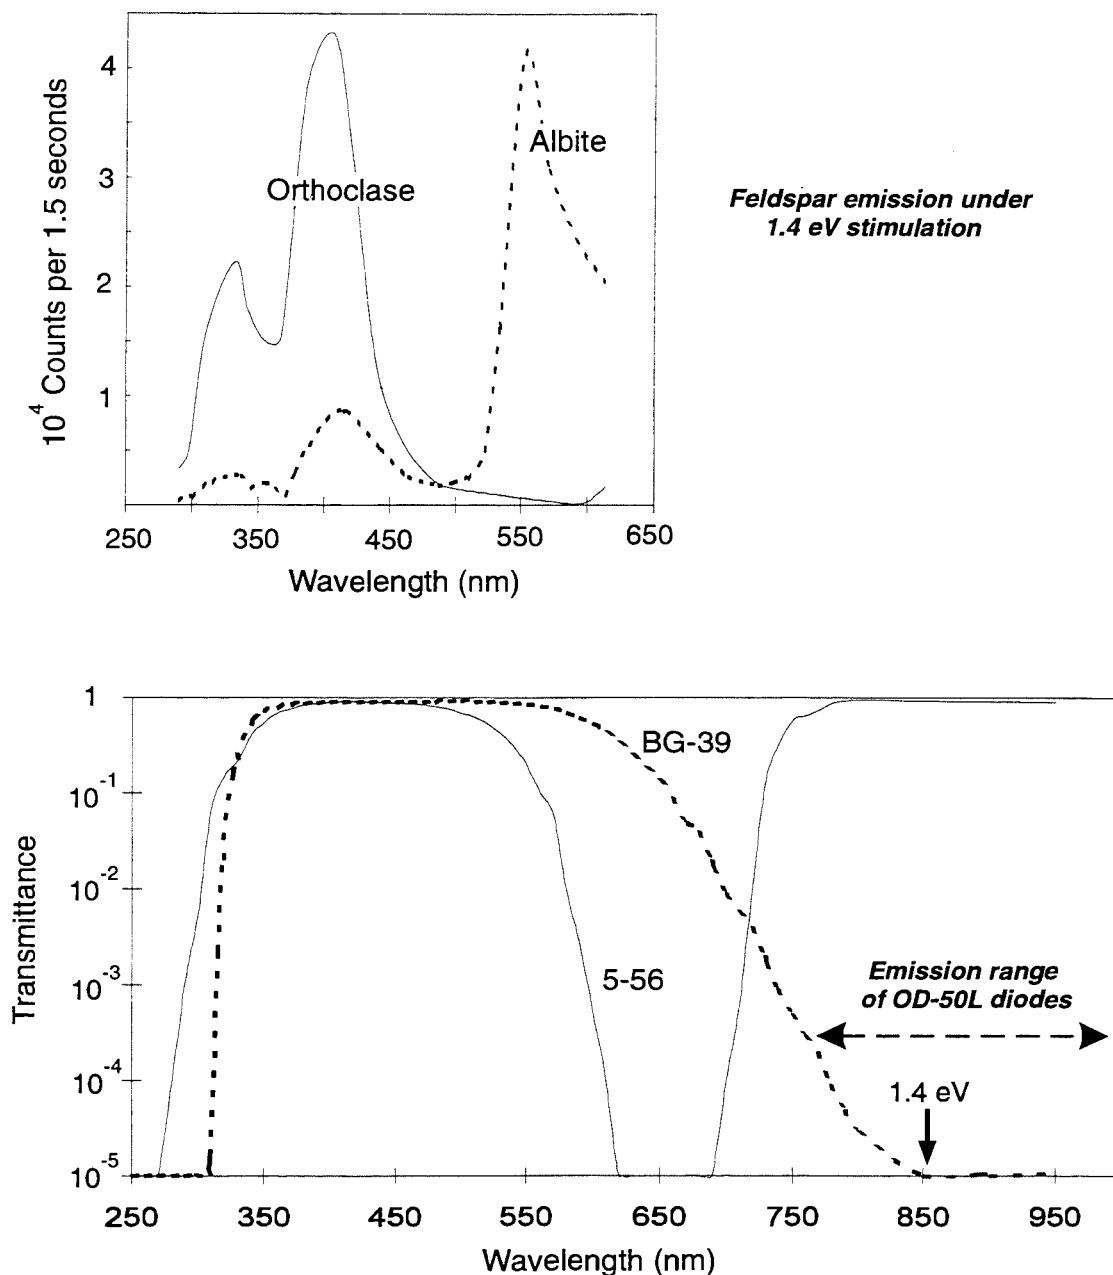 4
3
2
1
10^4 Counts per 1.5 seconds
Orthoclase
Albite
250 350 450 550 650
Wavelength (nm)
Feldspar emission under
1.4 eV stimulation
1
10^-1
10^-2
10^-3
10^-4
10^-5
Transmittance
BG-39
5-56
Emission range
of OD-50L diodes
1.4 eV
250 350 450 550 650 750 850 950
Wavelength (nm)